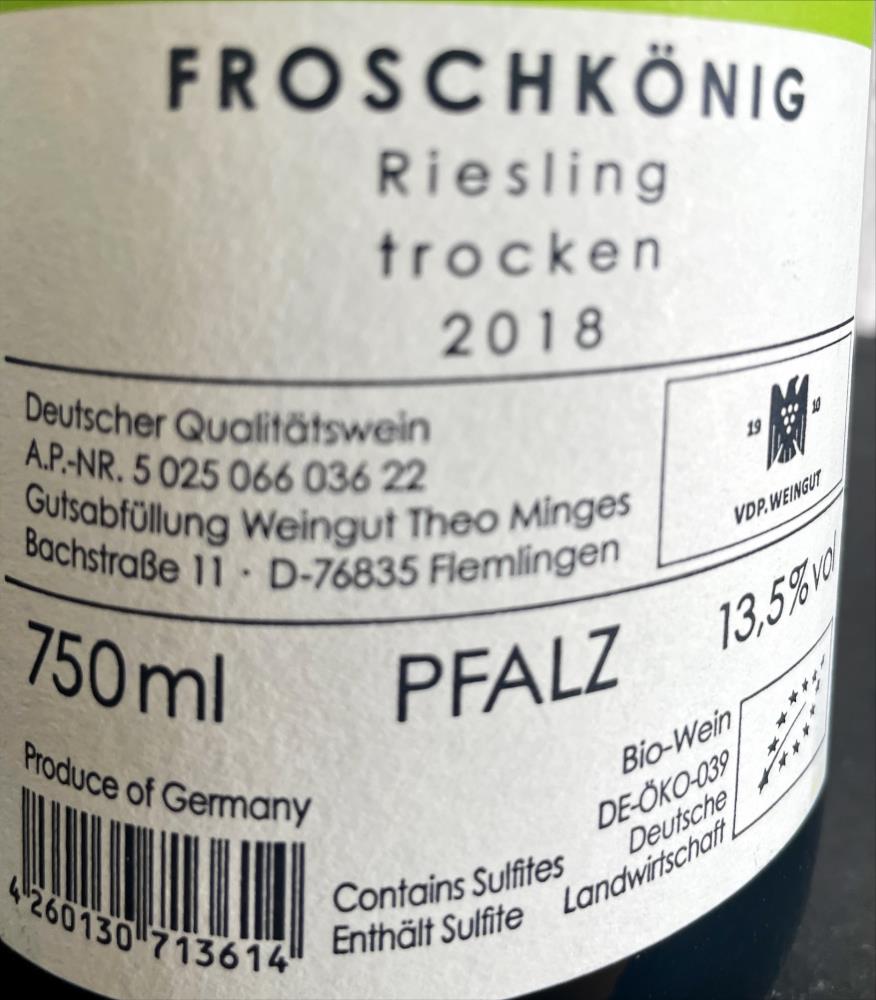 FROSCHKÖNIG
Riesling
trocken
2018
Deutscher Qualitätswein
A.P.-NR. 5 025 066 036 22
Gutsabfüllung Weingut Theo Minges
Bachstraße 11 · D-76835 Flemlingen
19 10
VDP.WEINGUT
750 ml PFALZ 13,5% vol
Produce of Germany
4 260130 713614
Contains Sulfites
Enthält Sulfite
Bio-Wein
DE-ÖKO-039
Deutsche
Landwirtschaft